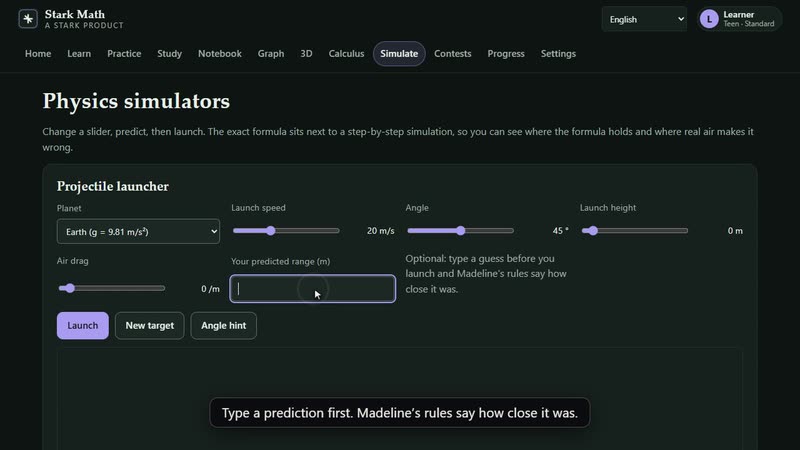 Stark Math
A STARK PRODUCT
English
L
Learner
Teen · Standard
Home Learn Practice Study Notebook Graph 3D Calculus Simulate Contests Progress Settings
Physics simulators
Change a slider, predict, then launch. The exact formula sits next to a step-by-step simulation, so you can see where the formula holds and where real air makes it
wrong.
Projectile launcher
Planet Launch speed Angle Launch height
Earth (g = 9.81 m/s²) 20 m/s 45 ° 0 m
Air drag Your predicted range (m) Optional: type a guess before you
launch and Madeline's rules say how
0 /m close it was.
Launch New target Angle hint
Type a prediction first. Madeline's rules say how close it was.